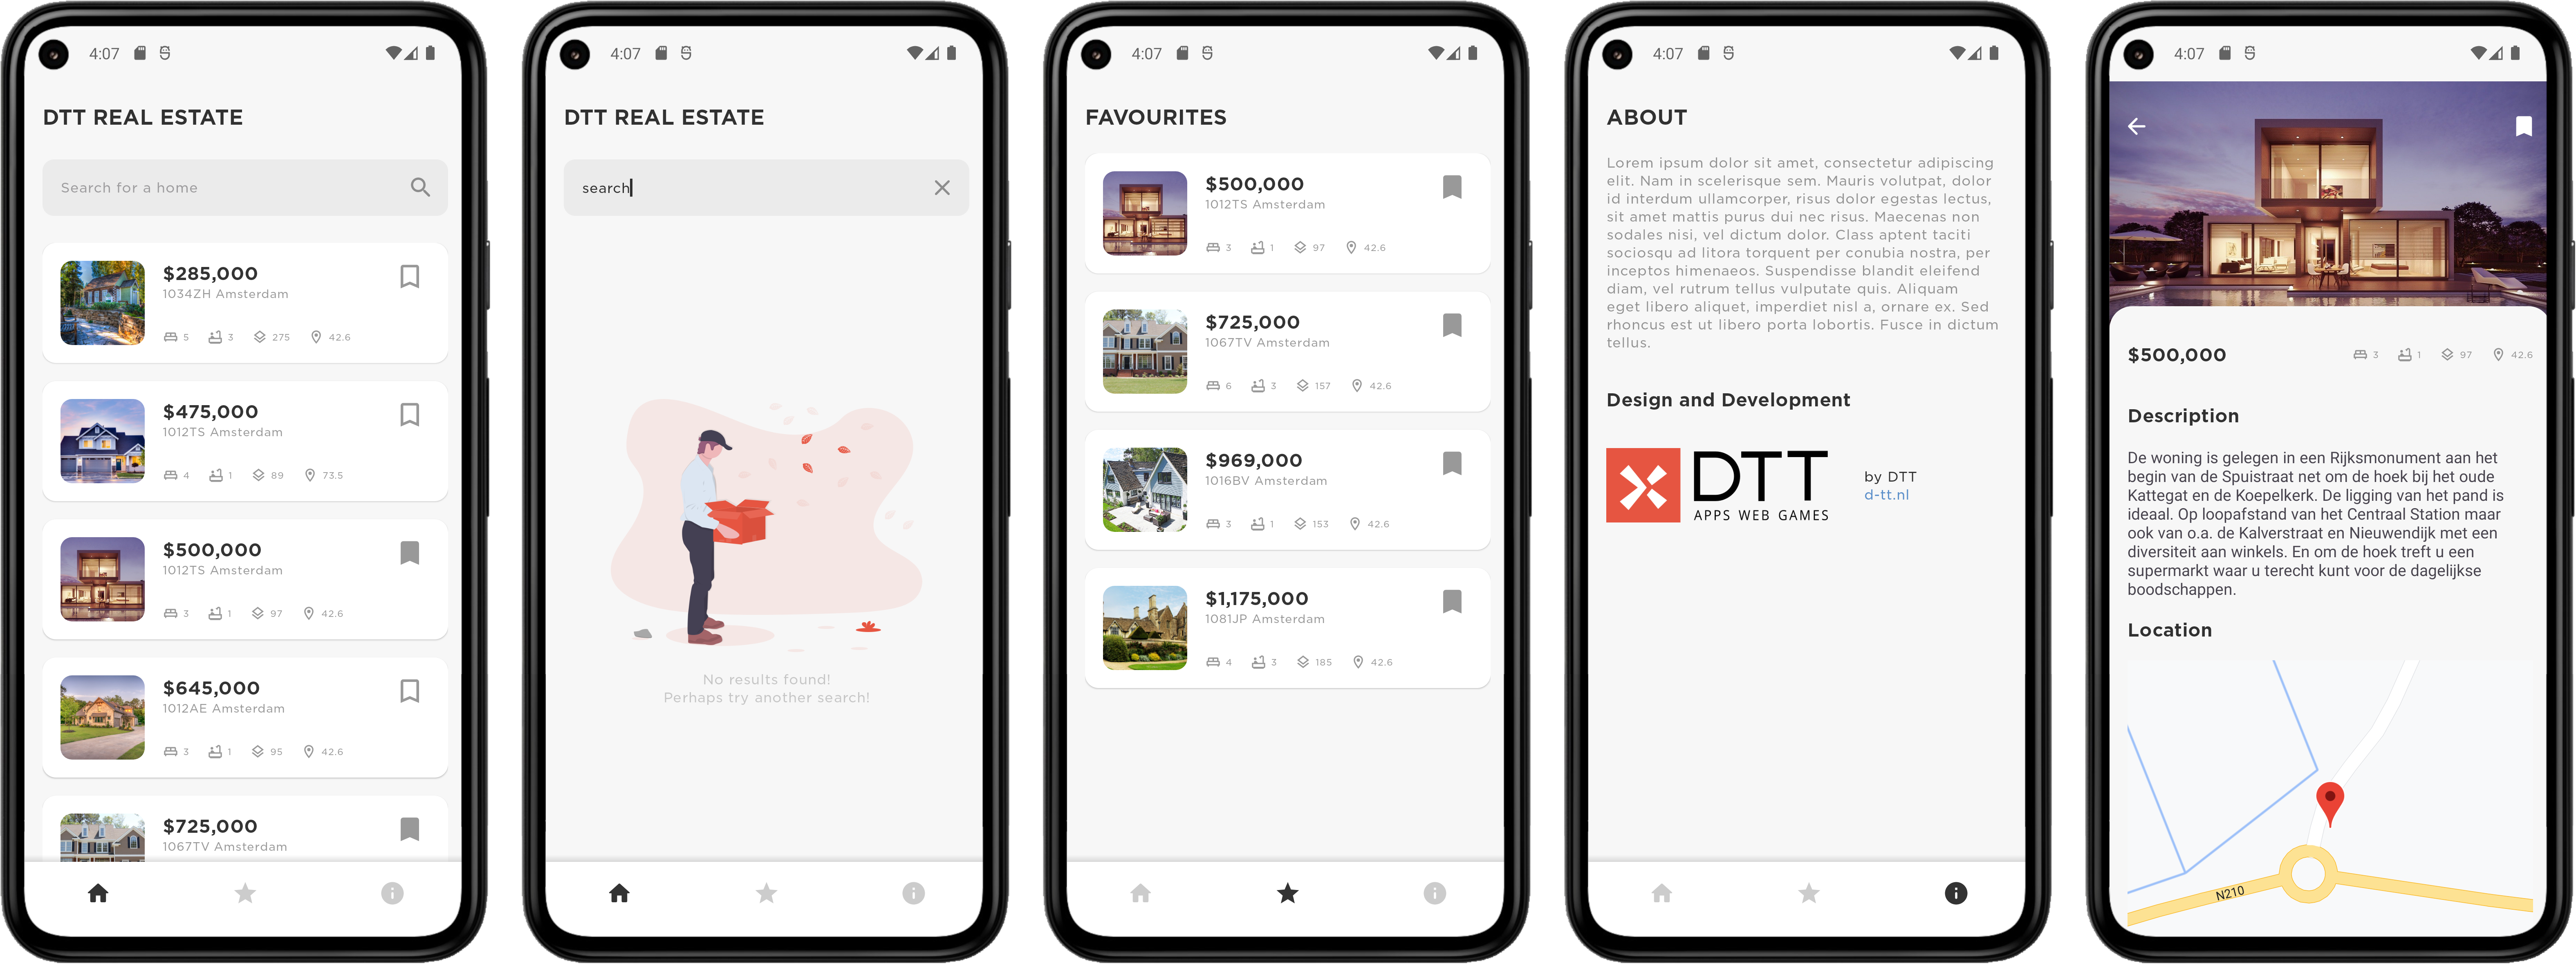 4:07
DTT REAL ESTATE
Search for a home
$285,000
1034ZH Amsterdam
5 3 275 42.6
$475,000
1012TS Amsterdam
4 1 89 73.5
$500,000
1012TS Amsterdam
3 1 97 42.6
$645,000
1012AE Amsterdam
3 1 95 42.6
$725,000
1067TV Amsterdam
4:07
DTT REAL ESTATE
search
No results found!
Perhaps try another search!
4:07
FAVOURITES
$500,000
1012TS Amsterdam
3 1 97 42.6
$725,000
1067TV Amsterdam
6 3 157 42.6
$969,000
1016BV Amsterdam
3 1 153 42.6
$1,175,000
1081JP Amsterdam
4 3 185 42.6
4:07
ABOUT
Lorem ipsum dolor sit amet, consectetur adipiscing
elit. Nam in scelerisque sem. Mauris volutpat, dolor
id interdum ullamcorper, risus dolor egestas lectus,
sit amet mattis purus dui nec risus. Maecenas non
sodales nisi, vel dictum dolor. Class aptent taciti
sociosqu ad litora torquent per conubia nostra, per
inceptos himenaeos. Suspendisse blandit eleifend
diam, vel rutrum tellus vulputate quis. Aliquam
eget libero aliquet, imperdiet nisl a, ornare ex. Sed
rhoncus est ut libero porta lobortis. Fusce in dictum
tellus.
Design and Development
DTT
APPS WEB GAMES
by DTT
d-tt.nl
4:07
$500,000
3 1 97 42.6
Description
De woning is gelegen in een Rijksmonument aan het
begin van de Spuistraat net om de hoek bij het oude
Kattegat en de Koepelkerk. De ligging van het pand is
ideaal. Op loopafstand van het Centraal Station maar
ook van o.a. de Kalverstraat en Nieuwendijk met een
diversiteit aan winkels. En om de hoek treft u een
supermarkt waar u terecht kunt voor de dagelijkse
boodschappen.
Location
N210